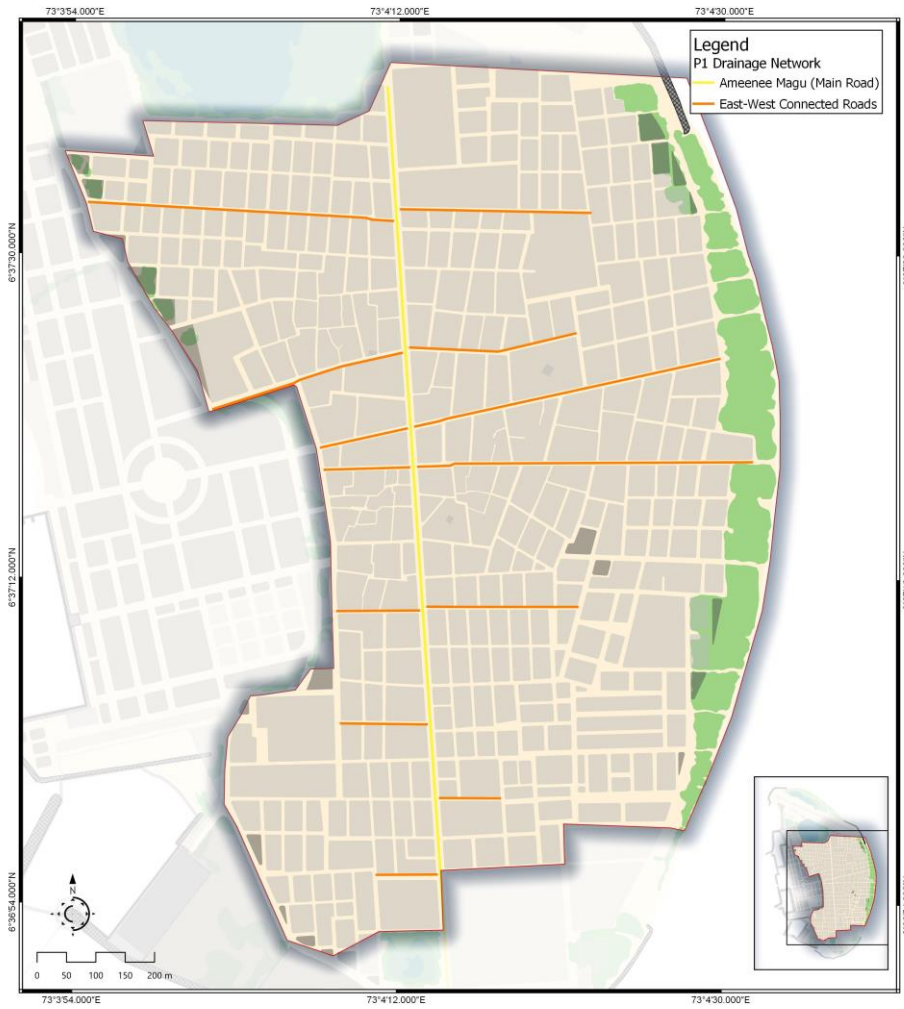 73°3'54.000"E 73°4'12.000"E 73°4'30.000"E
Legend
P1 Drainage Network
Ameenee Magu (Main Road)
East-West Connected Roads
6°37'30.000"N
6°37'12.000"N
6°36'54.000"N
N
0 50 100 150 200 m
73°3'54.000"E 73°4'12.000"E 73°4'30.000"E